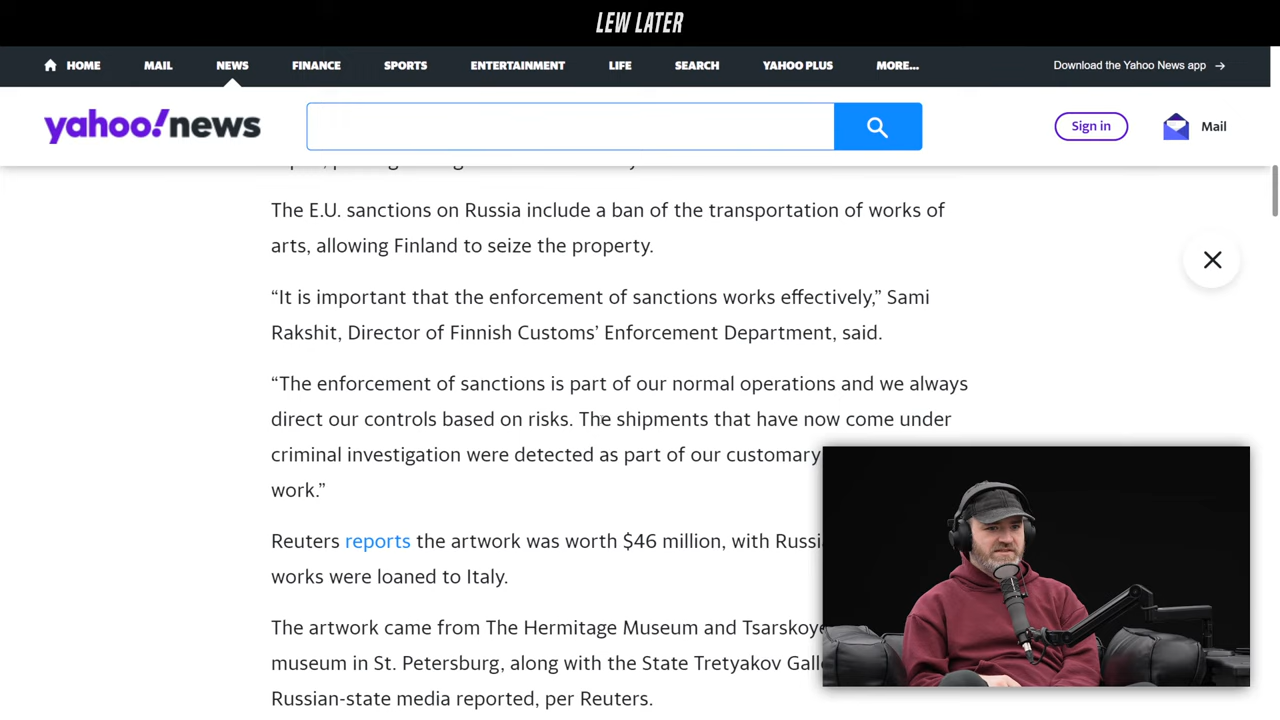 LEW LATER
HOME MAIL NEWS FINANCE SPORTS ENTERTAINMENT LIFE SEARCH YAHOO PLUS MORE... Download the Yahoo News app →
yahoo!news Sign in Mail
The E.U. sanctions on Russia include a ban of the transportation of works of
arts, allowing Finland to seize the property.
“It is important that the enforcement of sanctions works effectively,” Sami
Rakshit, Director of Finnish Customs’ Enforcement Department, said.
“The enforcement of sanctions is part of our normal operations and we always
direct our controls based on risks. The shipments that have now come under
criminal investigation were detected as part of our customary
work.”
Reuters reports the artwork was worth $46 million, with
works were loaned to Italy.
The artwork came from The Hermitage Museum and
museum in St. Petersburg, along with the State Tretyakov
Russian-state media reported, per Reuters.